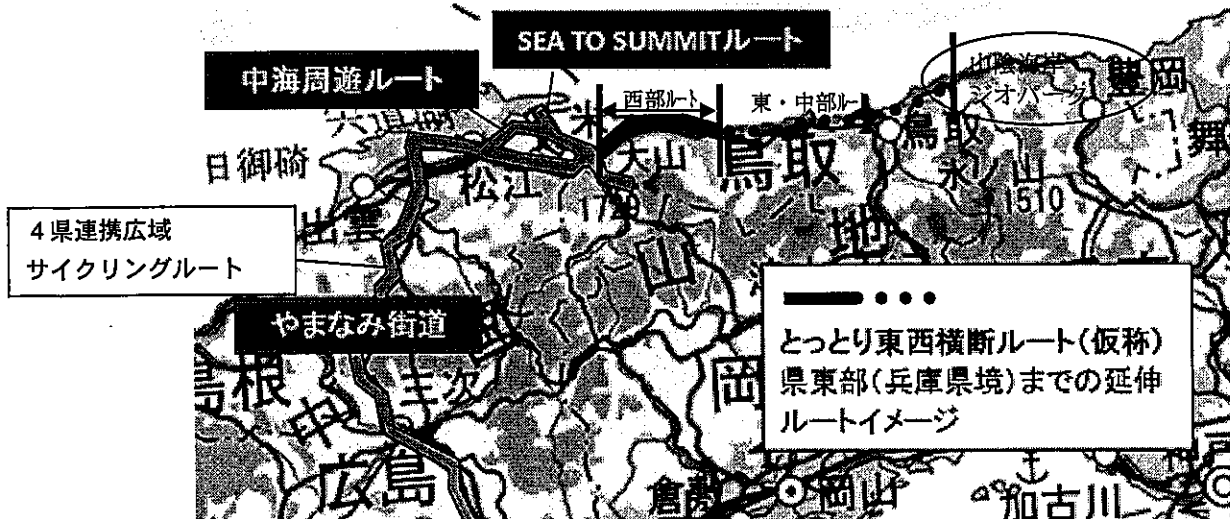 SEA TO SUMMITルート
中海周遊ルート
西部ルート
東・中部ルー
山陰海岸
ジオパーク
豊岡
鳥取
舞
米
大山
鳥取
日御碕
松江
1510
出雲
4県連携広域
サイクリングルート
山
地
やまなみ街道
とっとり東西横断ルート(仮称)
県東部(兵庫県境)までの延伸
ルートイメージ
島根
三次
岡
中
広島
倉敷
岡山
加古川